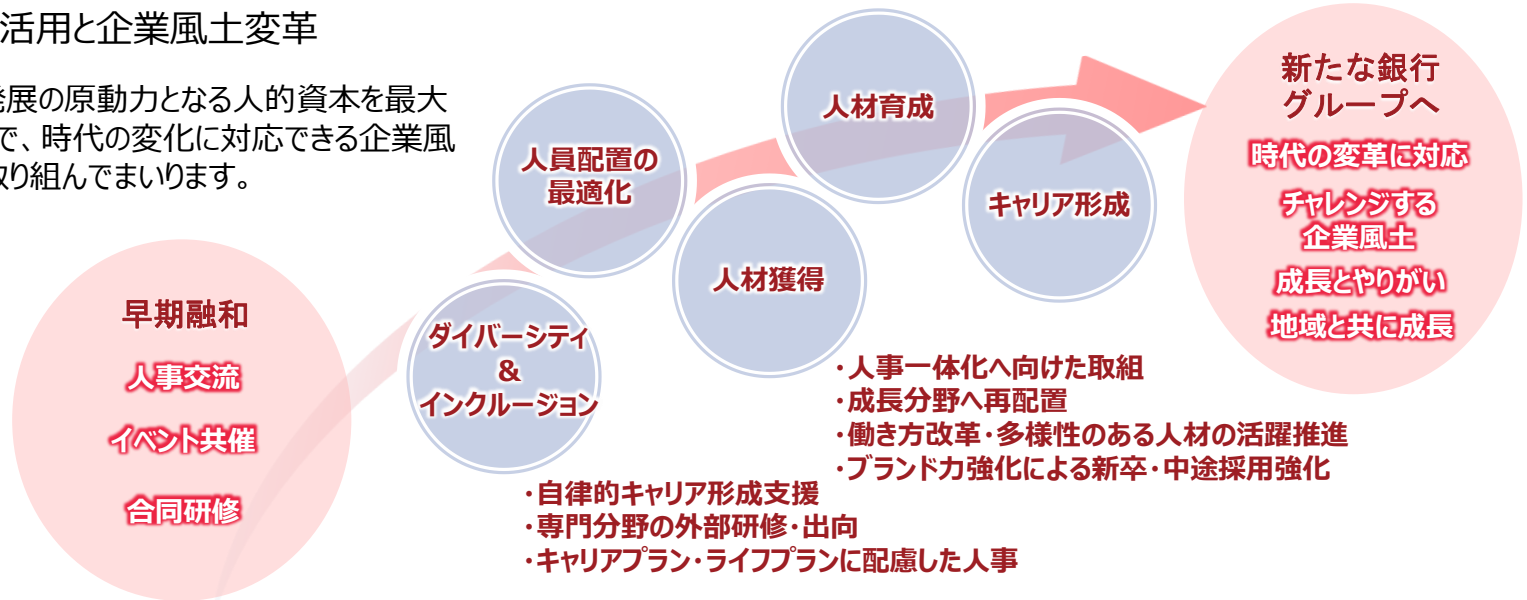 活用と企業風土変革
発展の原動力となる人的資本を最大
で、時代の変化に対応できる企業風
取り組んでまいります。
早期融和
人事交流
イベント共催
合同研修
ダイバーシティ
&
インクルージョン
人員配置の
最適化
人材獲得
人材育成
キャリア形成
新たな銀行
グループへ
時代の変革に対応
チャレンジする
企業風土
成長とやりがい
地域と共に成長
・人事一体化へ向けた取組
・成長分野へ再配置
・働き方改革・多様性のある人材の活躍推進
・ブランド力強化による新卒・中途採用強化
・自律的キャリア形成支援
・専門分野の外部研修・出向
・キャリアプラン・ライフプランに配慮した人事